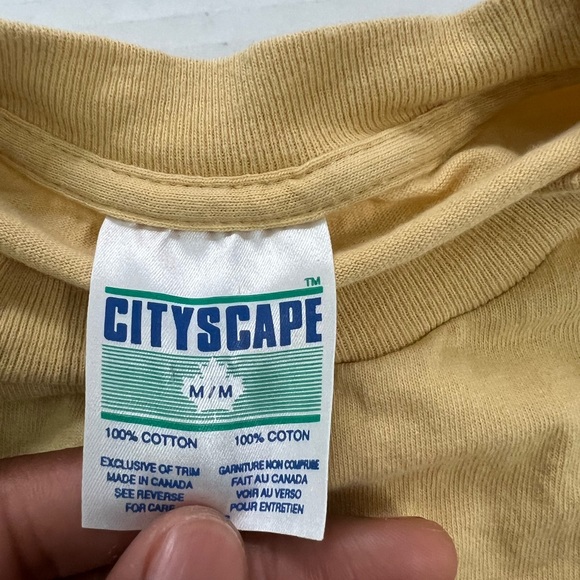 TM
CITYSCAPE
M/M
100% COTTON 100% COTON
EXCLUSIVE OF TRIM
MADE IN CANADA
SEE REVERSE
FOR CARE
GARNITURE NON COMPRISE
FAIT AU CANADA
VOIR AU VERSO
POUR ENTRETIEN